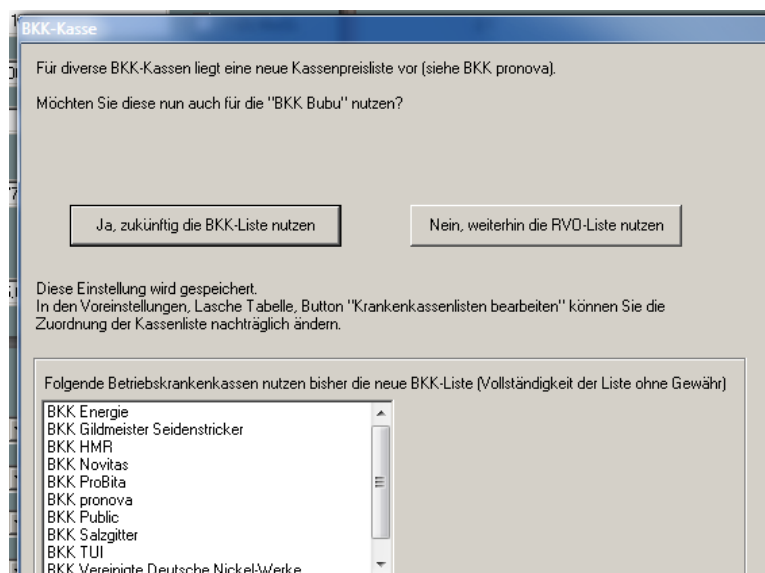 BKK-Kasse
Für diverse BKK-Kassen liegt eine neue Kassenpreisliste vor (siehe BKK pronova).
Möchten Sie diese nun auch für die "BKK Bubu" nutzen?
Ja, zukünftig die BKK-Liste nutzen
Nein, weiterhin die RVO-Liste nutzen
Diese Einstellung wird gespeichert.
In den Voreinstellungen, Lasche Tabelle, Button "Krankenkassenlisten bearbeiten" können Sie die
Zuordnung der Kassenliste nachträglich ändern.
Folgende Betriebskrankenkassen nutzen bisher die neue BKK-Liste (Vollständigkeit der Liste ohne Gewähr)
BKK Energie
BKK Gildmeister Seidenstricker
BKK HMR
BKK Novitas
BKK ProBita
BKK pronova
BKK Public
BKK Salzgitter
BKK TUI
BKK Vereinigte Deutsche Nickel-Werke